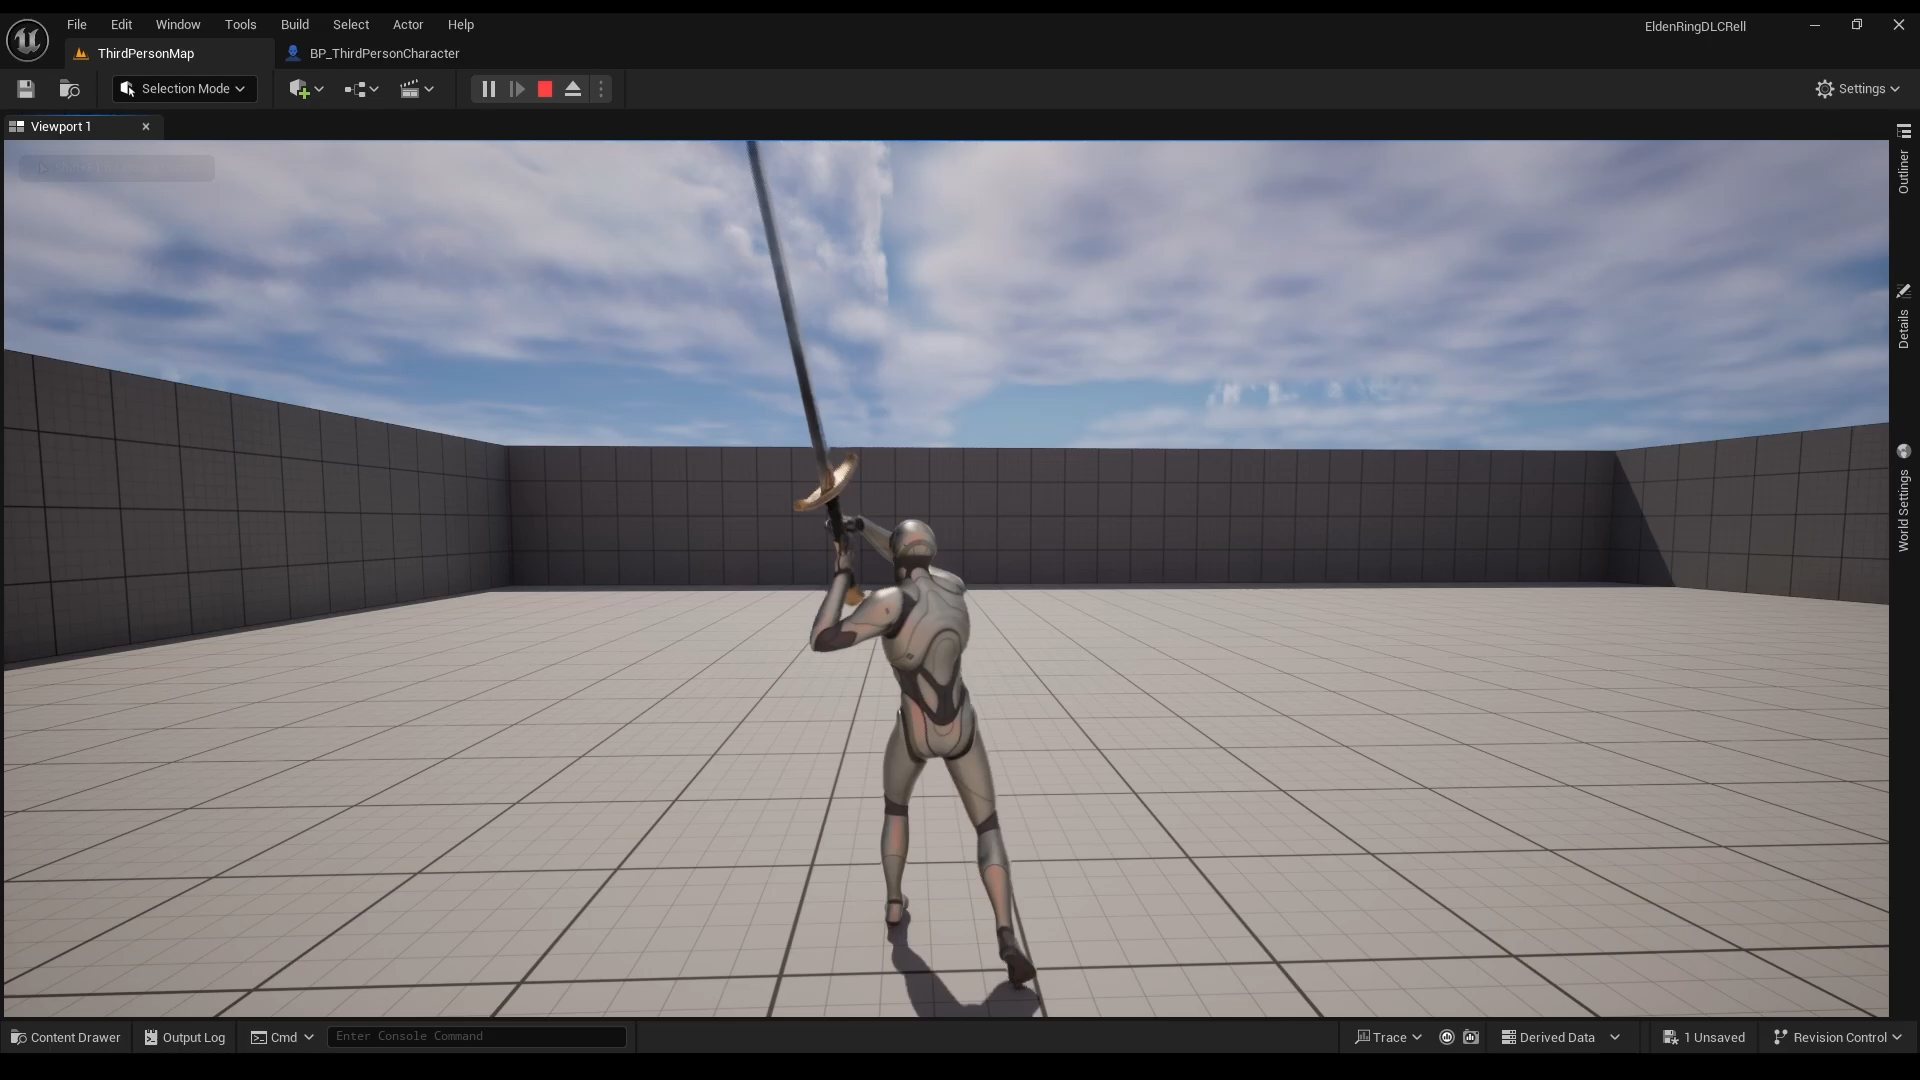 File Edit Window Tools Build Select Actor Help
EldenRingDLCRell
ThirdPersonMap
BP_ThirdPersonCharacter
Selection Mode
Settings
Viewport 1
Outliner
Details
World Settings
Content Drawer
Output Log
Cmd
Enter Console Command
Trace
Derived Data
1 Unsaved
Revision Control